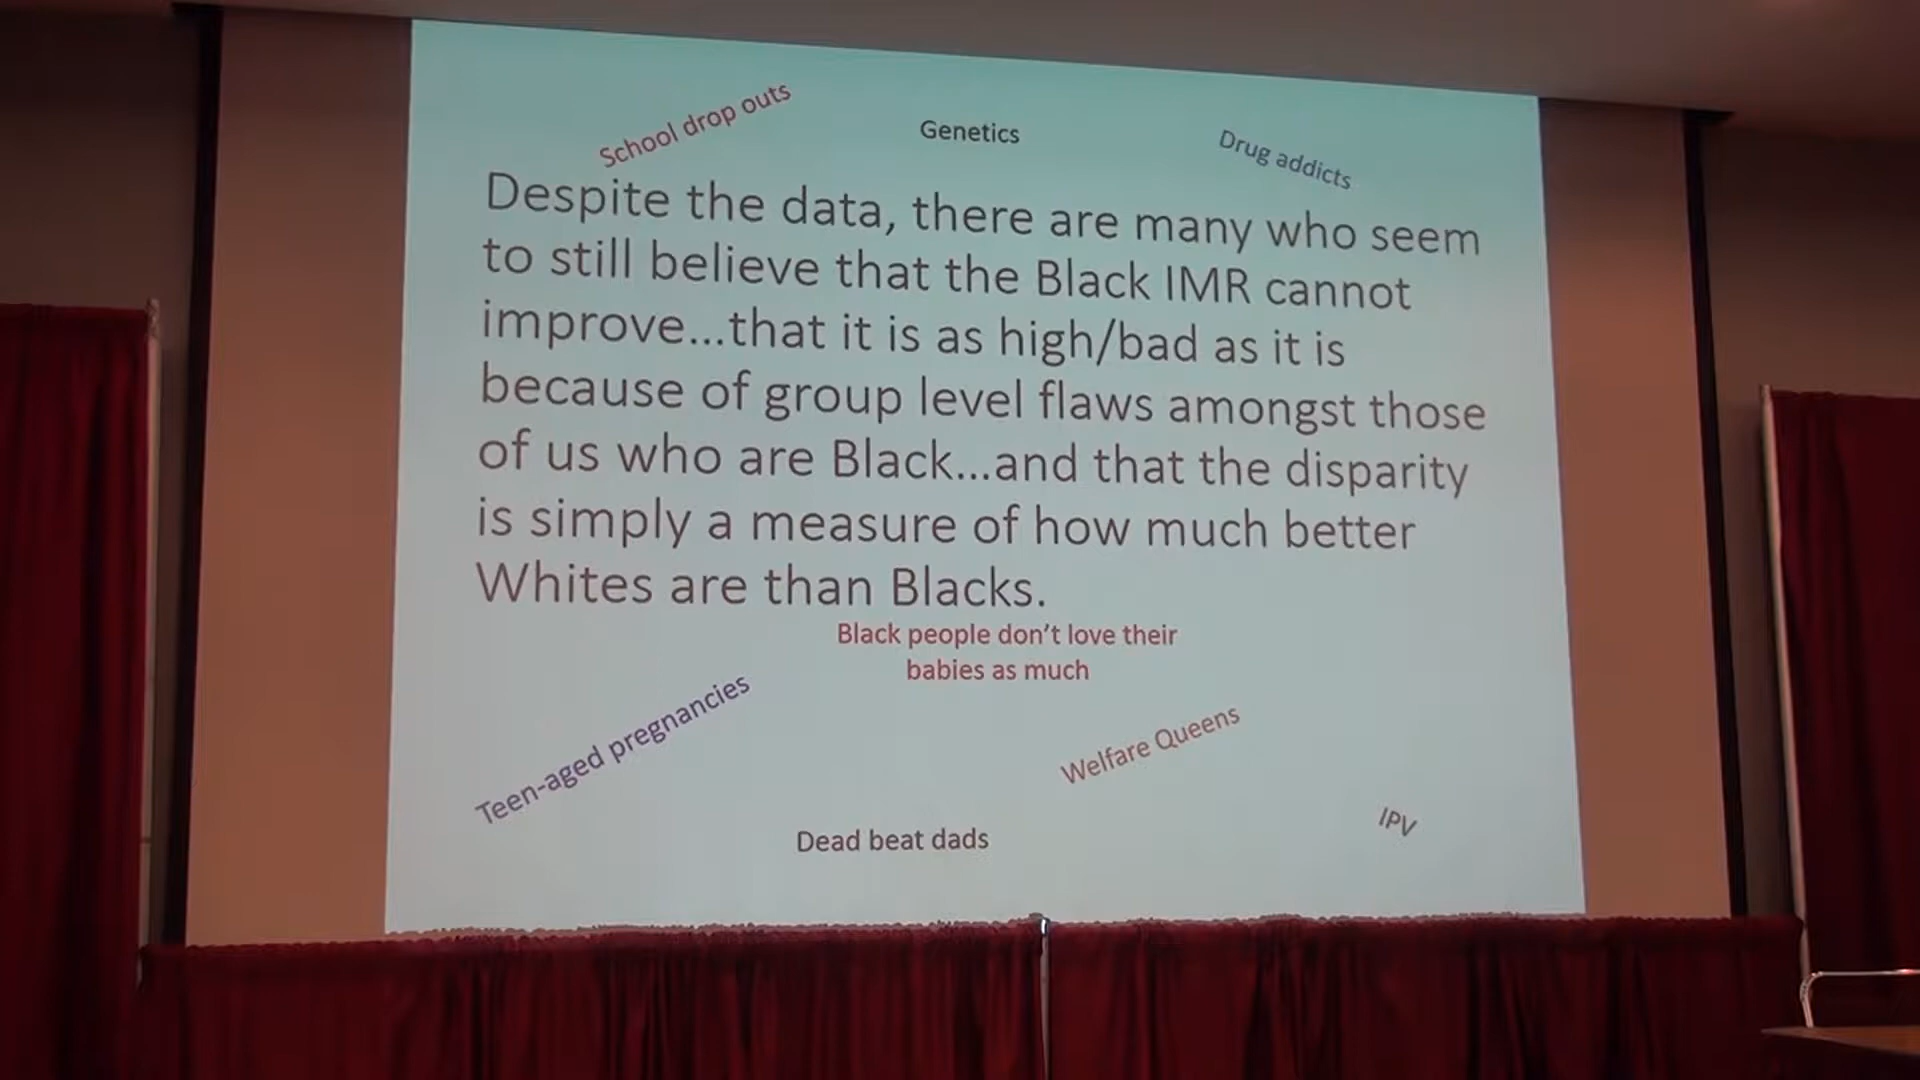 School drop outs
Genetics
Drug addicts
Despite the data, there are many who seem
to still believe that the Black IMR cannot
improve...that it is as high/bad as it is
because of group level flaws amongst those
of us who are Black...and that the disparity
is simply a measure of how much better
Whites are than Blacks.
Black people don’t love their
babies as much
Teen-aged pregnancies
Welfare Queens
IPV
Dead beat dads